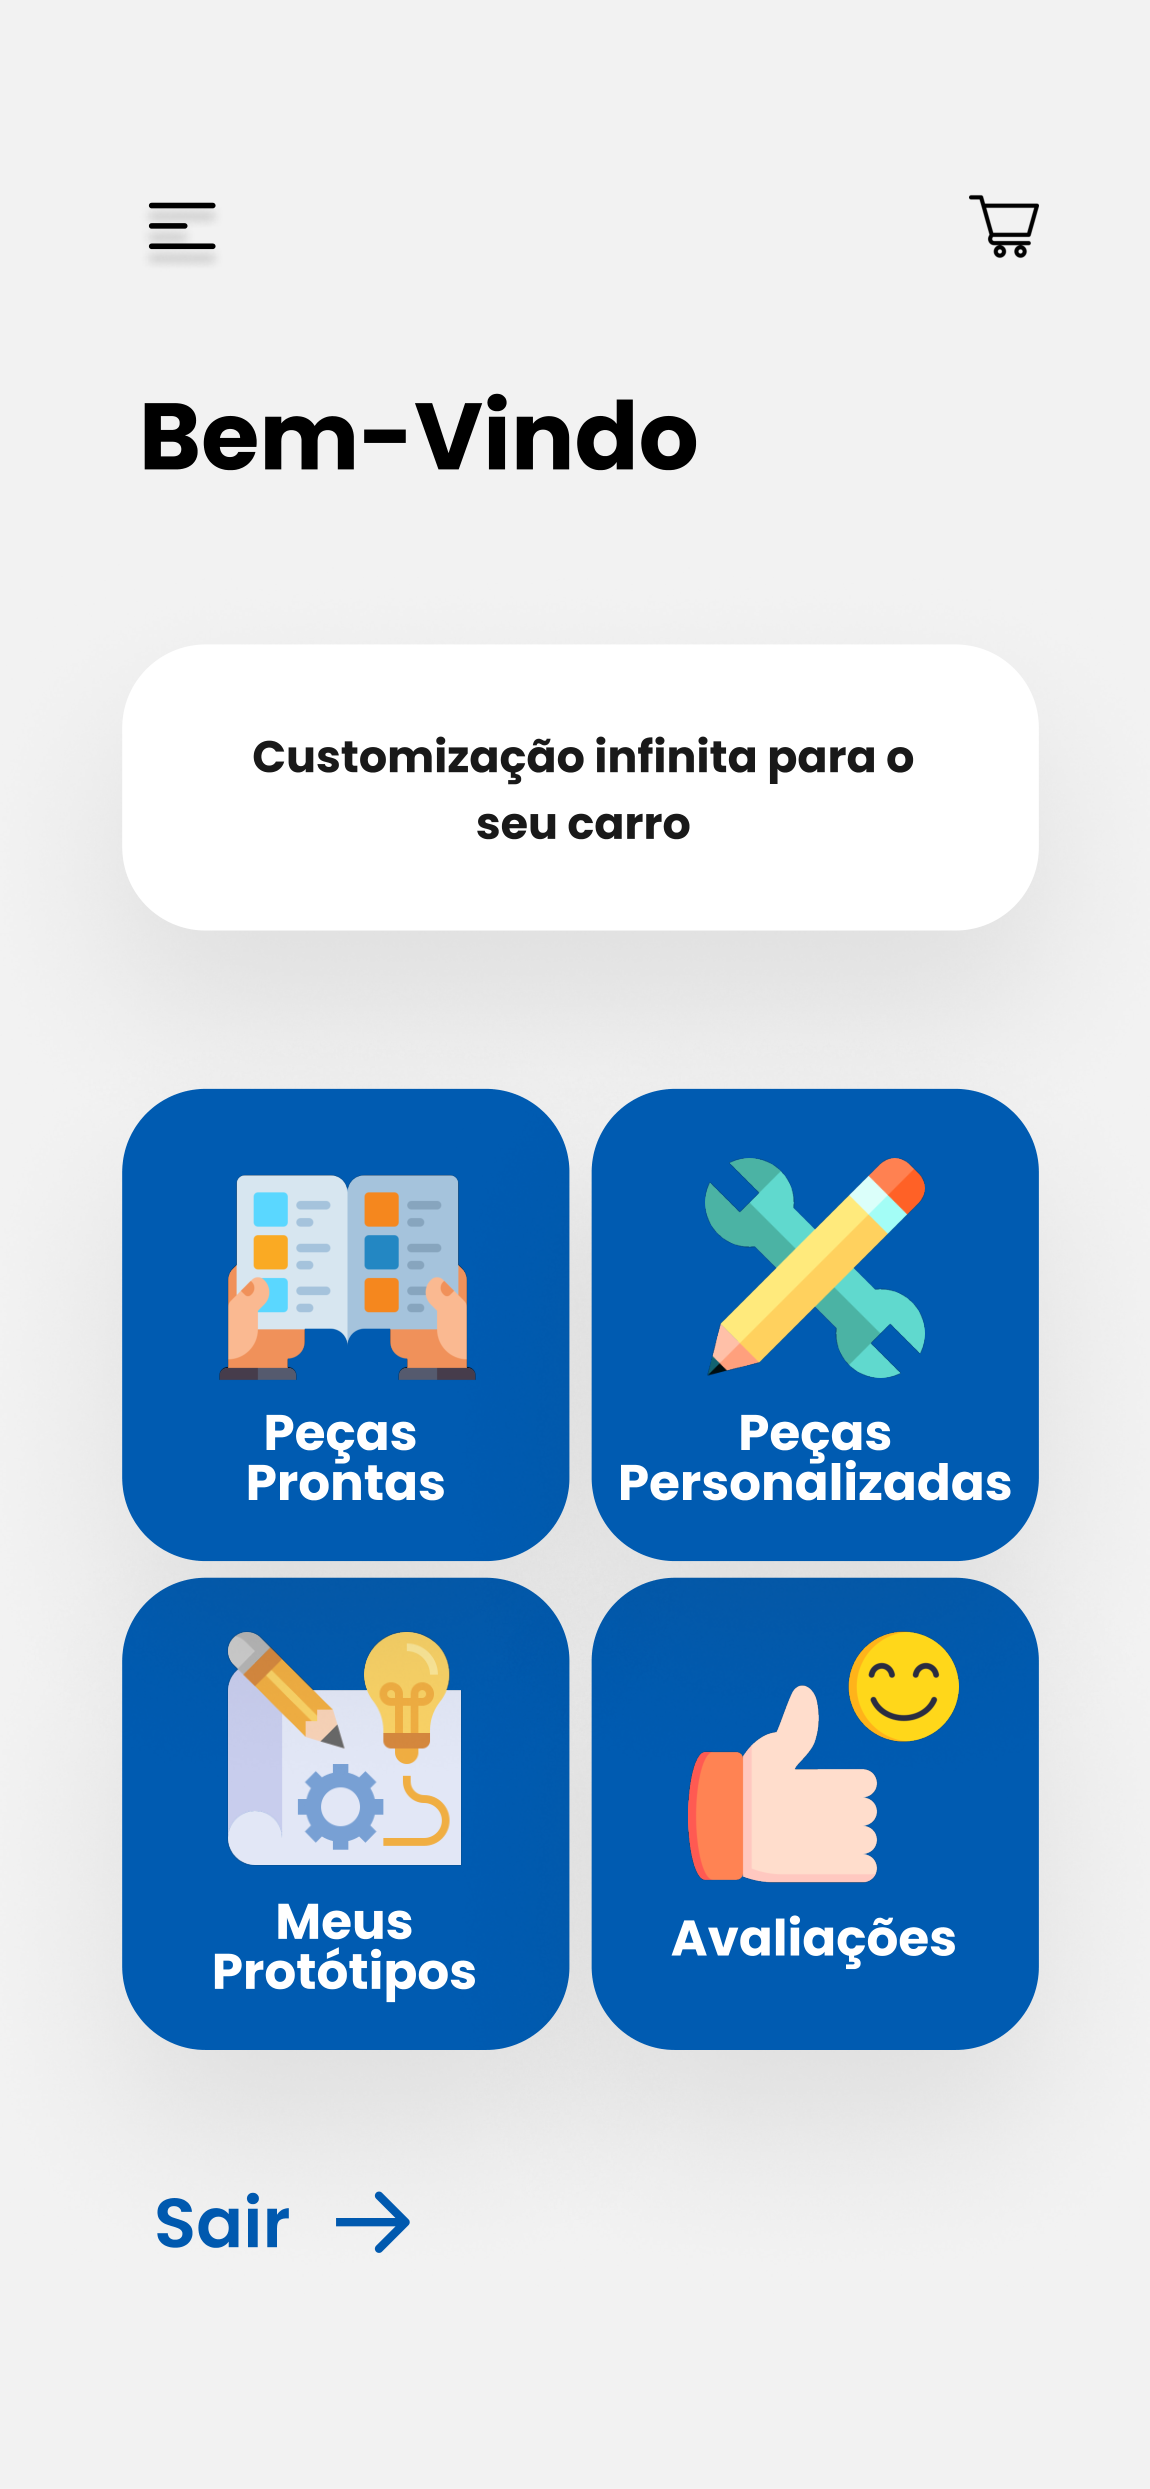 Bem-Vindo
Customização infinita para o
seu carro
Peças
Prontas
Peças
Personalizadas
Meus
Protótipos
Avaliações
Sair